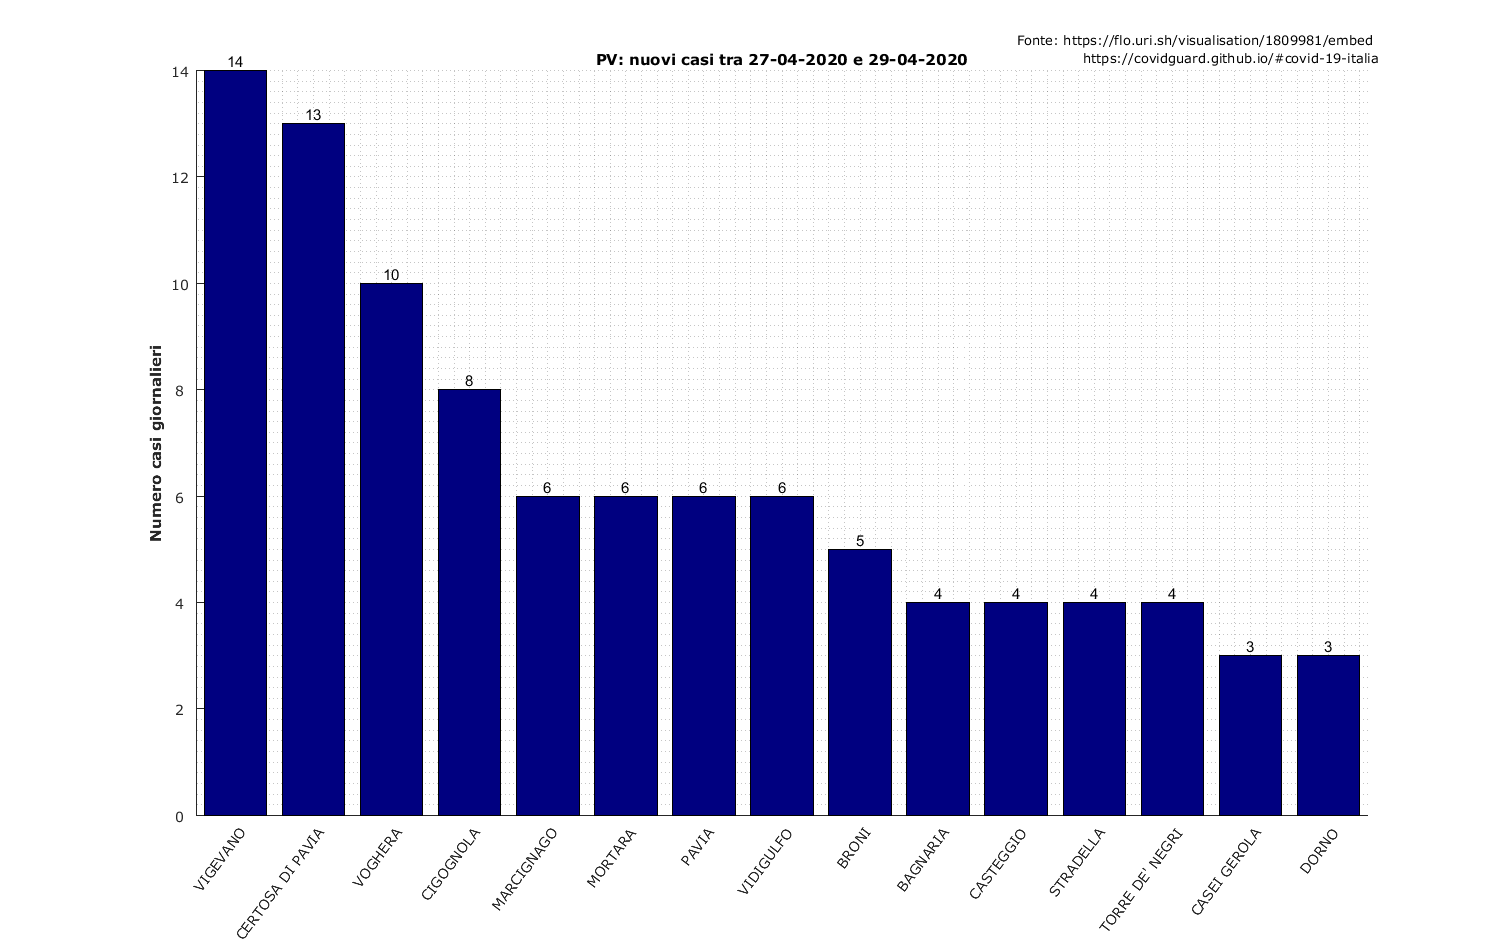 Fonte: https://flo.uri.sh/visualisation/1809981/embed
https://covidguard.github.io/#covid-19-italia
PV: nuovi casi tra 27-04-2020 e 29-04-2020
Numero casi giornalieri
14
12
10
8
6
4
2
0
14
13
10
8
6
6
6
6
5
4
4
4
4
3
3
VIGEVANO
CERTOSA DI PAVIA
VOGHERA
CIGOGNOLA
MARCIGNAGO
MORTARA
PAVIA
VIDIGULFO
BRONI
BAGNARIA
CASTEGGIO
STRADELLA
TORRE DE' NEGRI
CASEI GEROLA
DORNO